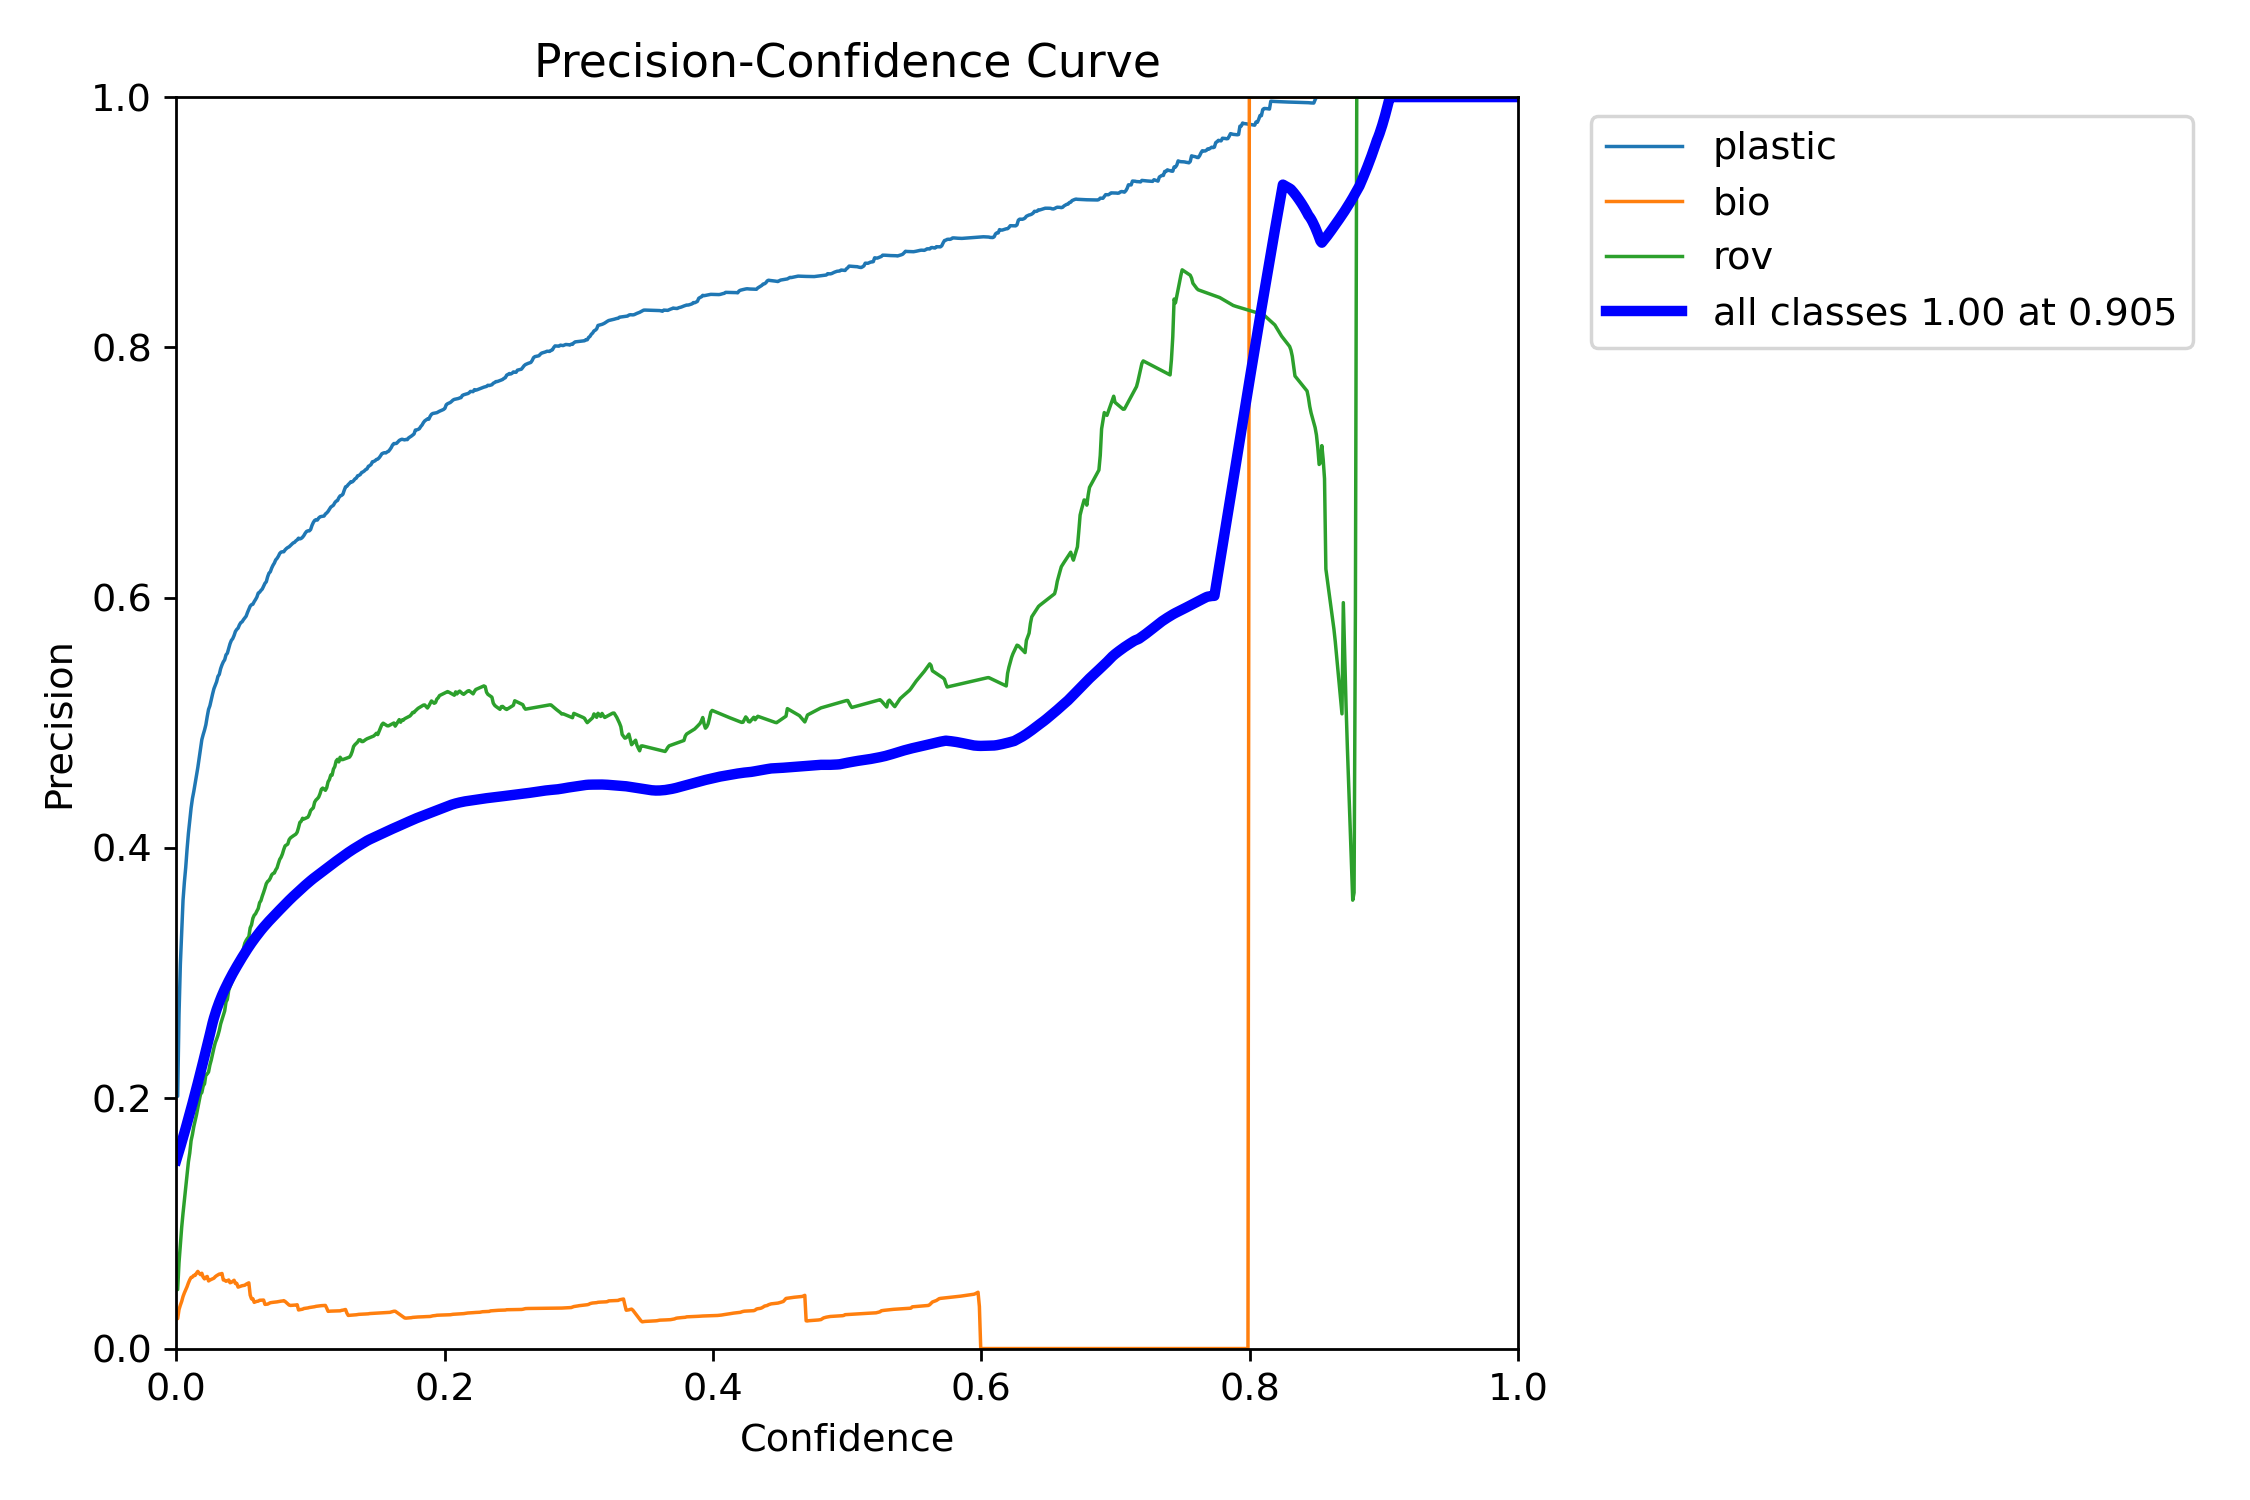 Precision-Confidence Curve
1.0
0.8
0.6
0.4
0.2
0.0
Precision
0.0 0.2 0.4 0.6 0.8 1.0
Confidence
plastic
bio
rov
all classes 1.00 at 0.905